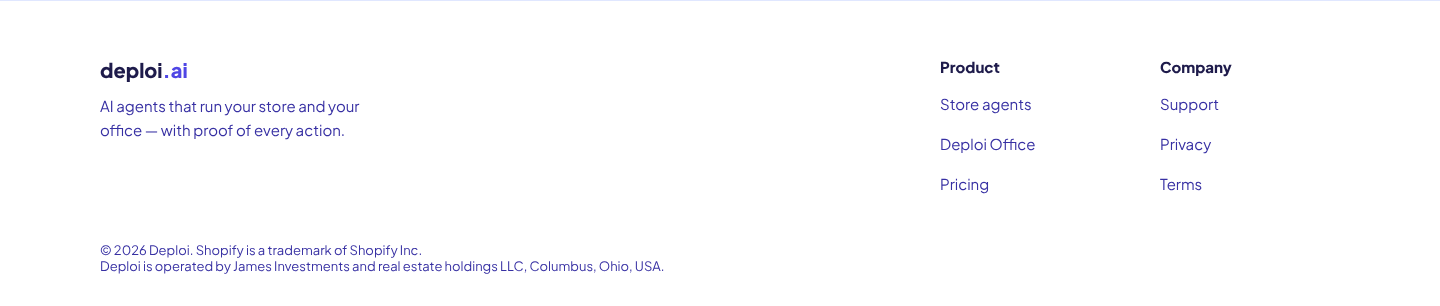 deploi.ai
AI agents that run your store and your
office — with proof of every action.
Product
Store agents
Deploi Office
Pricing
Company
Support
Privacy
Terms
© 2026 Deploi. Shopify is a trademark of Shopify Inc.
Deploi is operated by James Investments and real estate holdings LLC, Columbus, Ohio, USA.